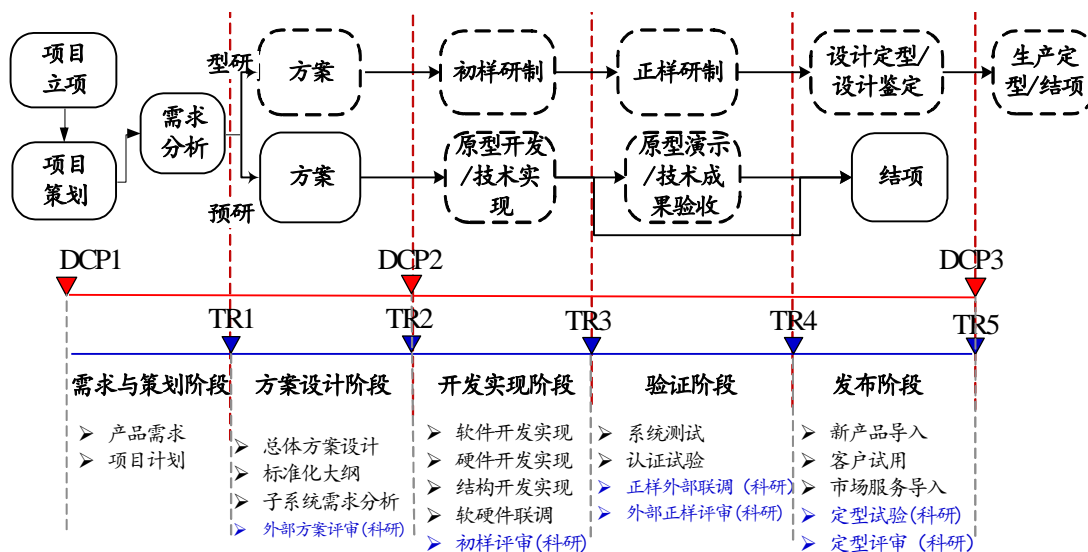 项目
立项
项目
策划
需求
分析
型研
预研
方案
初样研制
正样研制
设计定型/
设计鉴定
生产定
型/结项
方案
原型开发
/技术实
现
原型演示
/技术成
果验收
结项
DCP1
DCP2
DCP3
TR1
TR2
TR3
TR4
TR5
需求与策划阶段
➢ 产品需求
➢ 项目计划
方案设计阶段
➢ 总体方案设计
➢ 标准化大纲
➢ 子系统需求分析
➢ 外部方案评审(科研)
开发实现阶段
➢ 软件开发实现
➢ 硬件开发实现
➢ 结构开发实现
➢ 软硬件联调
➢ 初样评审(科研)
验证阶段
➢ 系统测试
➢ 认证试验
➢ 正样外部联调 (科研)
➢ 外部正样评审(科研)
发布阶段
➢ 新产品导入
➢ 客户试用
➢ 市场服务导入
➢ 定型试验(科研)
➢ 定型评审 (科研)